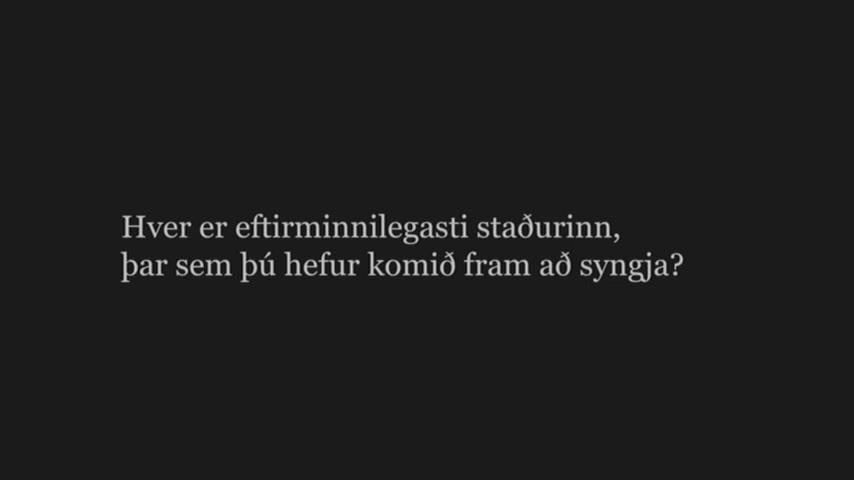 Hver er eftirminnilegasti staðurinn,
þar sem þú hefur komið fram að syngja?